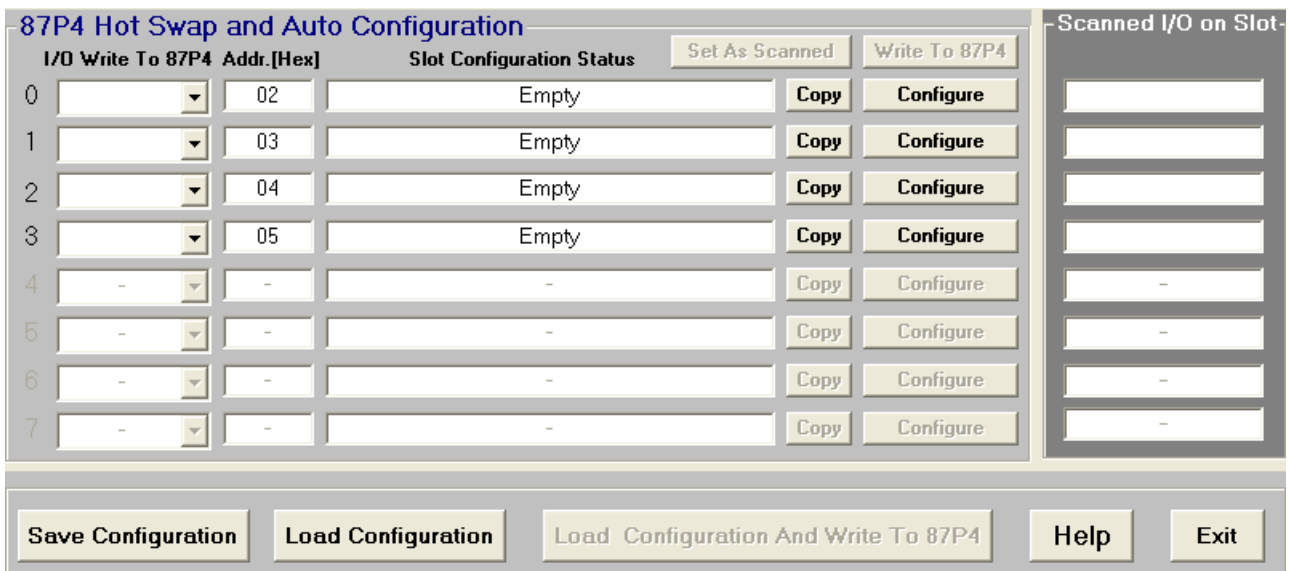 87P4 Hot Swap and Auto Configuration
Scanned I/O on Slot
I/O Write To 87P4 Addr.[Hex] Slot Configuration Status Set As Scanned Write To 87P4
0 02 Empty Copy Configure
1 03 Empty Copy Configure
2 04 Empty Copy Configure
3 05 Empty Copy Configure
4 - - - Copy Configure -
5 - - - Copy Configure -
6 - - - Copy Configure -
7 - - - Copy Configure -
Save Configuration Load Configuration Load Configuration And Write To 87P4 Help Exit